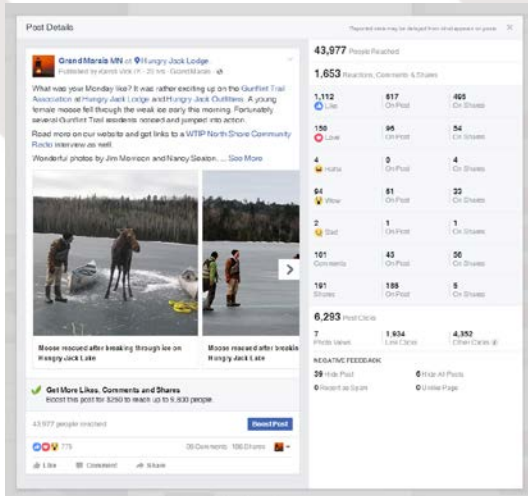 Post Details
"Reported stats may be delayed from what appears on posts
Grand Marais MN at Hungry Jack Lodge.
Published by
22 hrs · Grand Marais
What was your Monday like? It was rather exciting up on the Gunflint Trail
Association at Hungry Jack Lodge and Hungry Jack Outfitters. A young
female moose fell through the weak ice early this morning. Fortunately,
several Gunflint Trail residents noticed and jumped into action.
Read more on our website and get links to a WTIP North Shore Community
Radio interview as well.
Wonderful photos by Jim Morrison and Nancy Seaton. ... See More
Moose rescued after breaking through ice on
Hungry Jack Lake
Moose rescued after breakin
Hungry Jack Lake
Get More Likes, Comments and Shares
Boost this post for $250 to reach up to 9,800 people.
43,977 people reached
Boost Post
775
Comments
Shares
Like
Comment
Share
43,977 People Reached
1,653 Reactions, Comments & Shares
1,112
617
495
Like
On Post
On Shares
150
96
54
Love
On Post
On Shares
4
0
4
Haha
On Post
On Shares
84
51
33
Wow
On Post
On Shares
2
1
1
Sad
On Post
On Shares
101
45
56
Comments
On Post
On Shares
191
186
5
Shares
On Post
On Shares
6,293 Post Clicks
7
1,934
4,352
Photo Views
Link Clicks
Other Clicks
NEGATIVE FEEDBACK
39 Hide Post
6 Hide All Posts
0 Report as Spam
0 Unlike Page